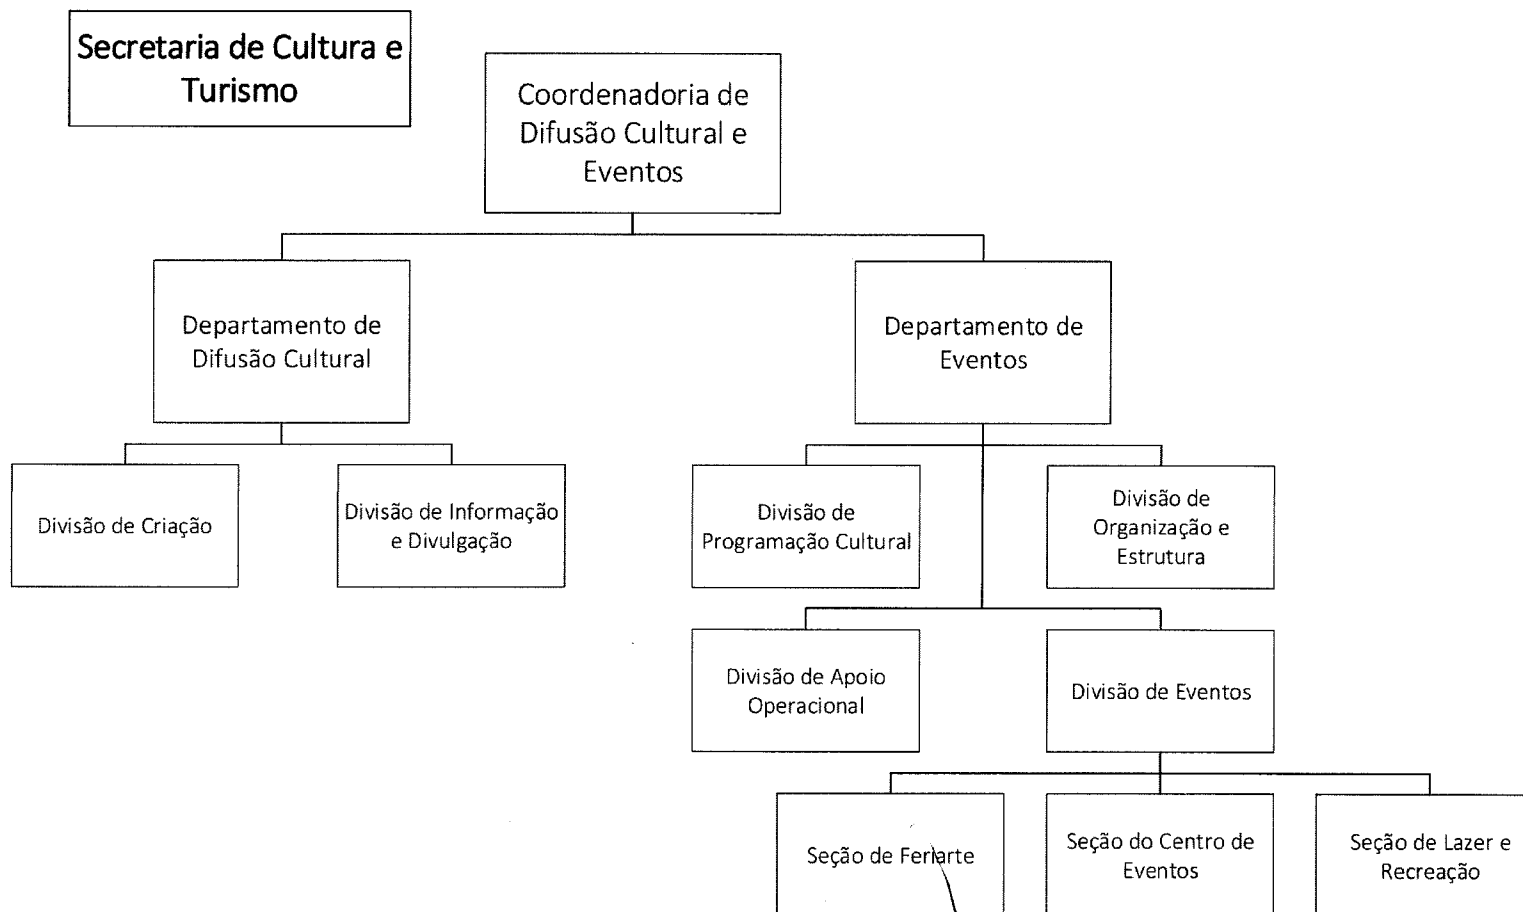 Secretaria de Cultura e
Turismo
Coordenadoria de
Difusão Cultural e
Eventos
Departamento de
Difusão Cultural
Departamento de
Eventos
Divisão de Criação
Divisão de Informação
e Divulgação
Divisão de
Programação Cultural
Divisão de
Organização e
Estrutura
Divisão de Apoio
Operacional
Divisão de Eventos
Seção de Feriarte
Seção do Centro de
Eventos
Seção de Lazer e
Recreação